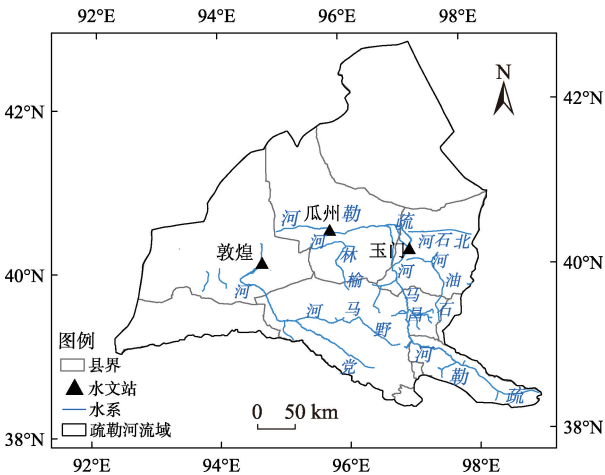 92°E 94°E 96°E 98°E
N
42°N 42°N
瓜州
疏勒河
北石河
敦煌
玉门
榆林河
石油河
40°N 40°N
昌马河
野马河
党河
疏勒河
图例
县界
水文站
水系
疏勒河流域
0 50 km
38°N 38°N
92°E 94°E 96°E 98°E